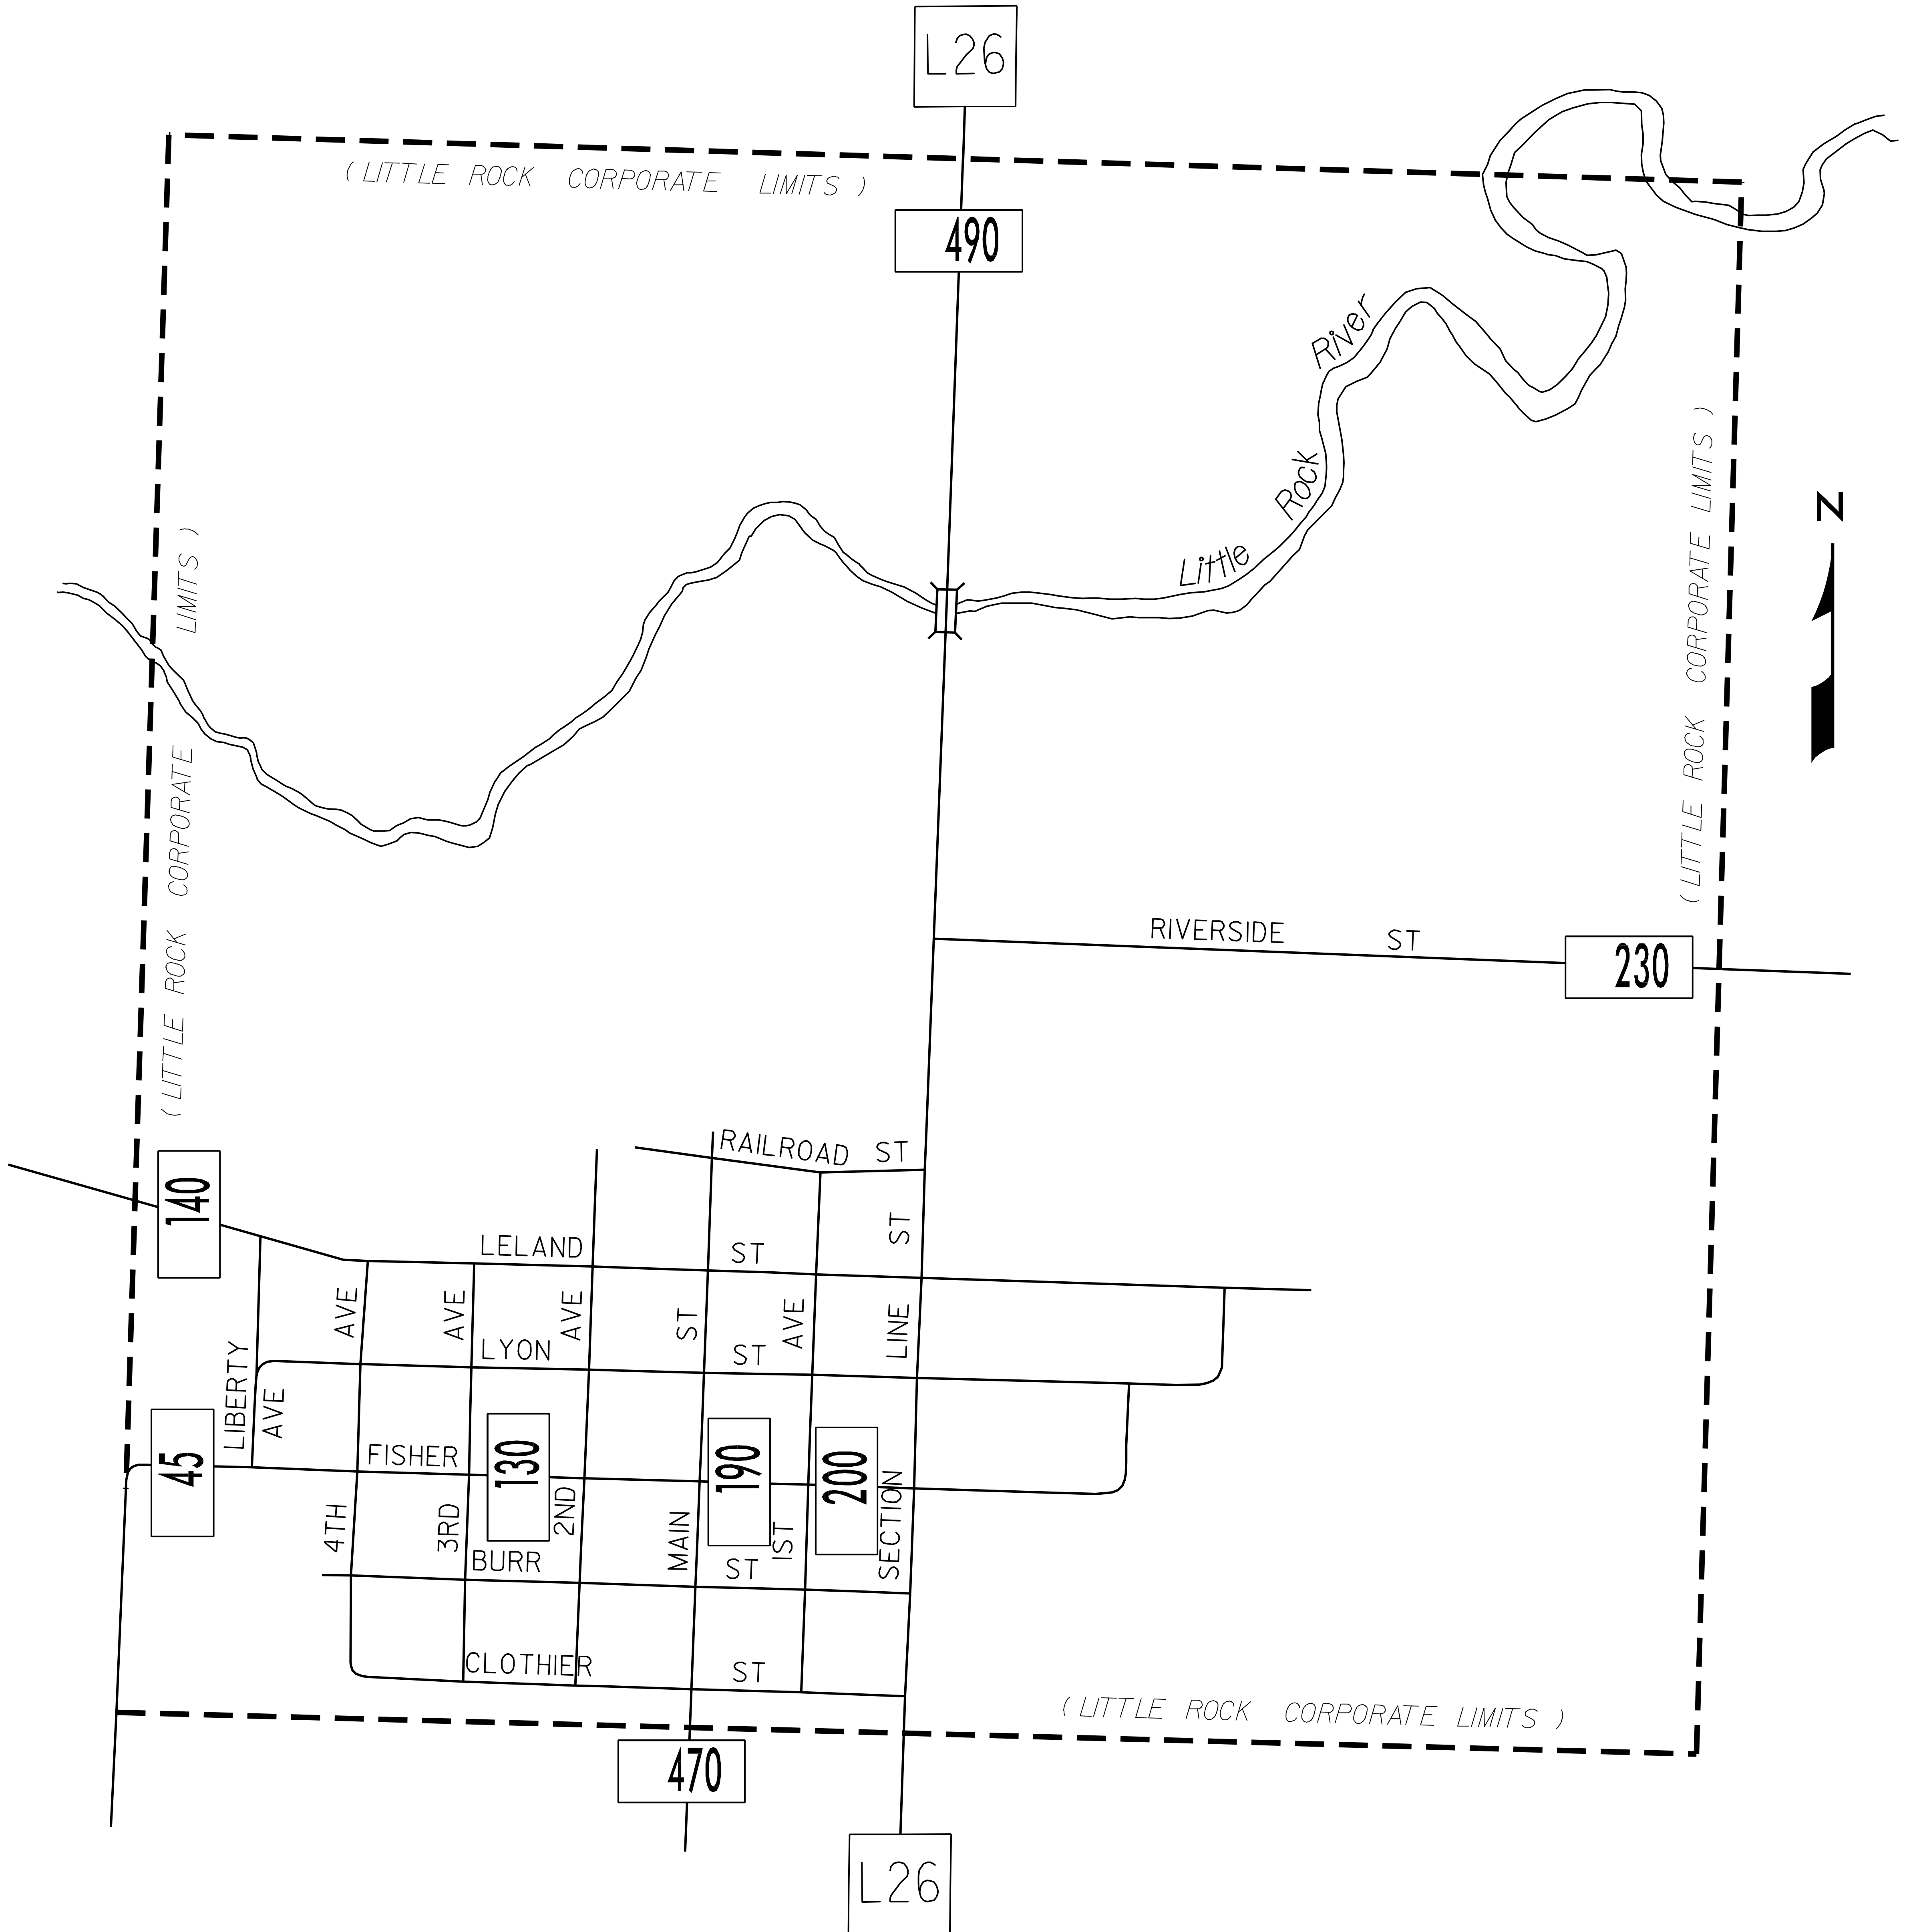 L26
( LITTLE ROCK CORPORATE LIMITS )
490
River
Rock
Little
N
( LITTLE ROCK CORPORATE LIMITS )
( LITTLE ROCK CORPORATE LIMITS )
RIVERSIDE ST
230
RAILROAD ST
140
LELAND ST
LYON ST
LIBERTY AVE
4TH AVE
3RD AVE
2ND AVE
MAIN ST
IST AVE
SECTION LINE ST
45
FISHER
130
190
200
BURR ST
CLOTHIER ST
( LITTLE ROCK CORPORATE LIMITS )
470
L26